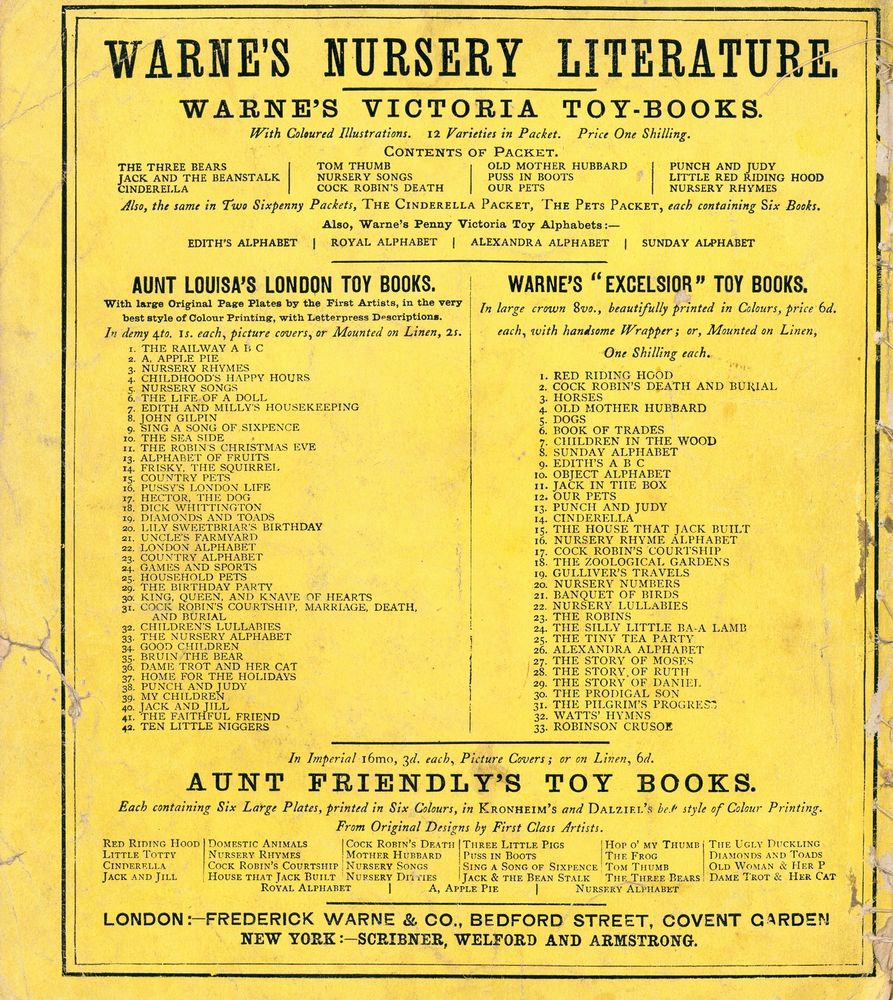 WARNE'S NURSERY LITERATURE.
WARNE'S VICTORIA TOY-BOOKS.
With Coloured Illustrations. 12 Varieties in Packet. Price One Shilling.
CONTENTS OF PACKET.
THE THREE BEARS
JACK AND THE BEANSTALK
CINDERELLA
TOM THUMB
NURSERY SONGS
COCK ROBIN'S DEATH
OLD MOTHER HUBBARD
PUSS IN BOOTS
OUR PETS
PUNCH AND JUDY
LITTLE RED RIDING HOOD
NURSERY RHYMES
Also, the same in Two Sixpenny Packets, THE CINDERELLA PACKET, THE PETS PACKET, each containing Six Books.
Also, Warne's Penny Victoria Toy Alphabets:—
EDITH'S ALPHABET | ROYAL ALPHABET | ALEXANDRA ALPHABET | SUNDAY ALPHABET
AUNT LOUISA'S LONDON TOY BOOKS.
With large Original Page Plates by the First Artists, in the very
best style of Colour Printing, with Letterpress Descriptions.
In demy 4to. 1s. each, picture covers, or Mounted on Linen, 2s.
1. THE RAILWAY A B C
2. A, APPLE PIE
3. NURSERY RHYMES
4. CHILDHOOD'S HAPPY HOURS
5. NURSERY SONGS
6. THE LIFE OF A DOLL
7. EDITH AND MILLY'S HOUSEKEEPING
8. JOHN GILPIN
9. SING A SONG OF SIXPENCE
10. THE SEA SIDE
11. THE ROBIN'S CHRISTMAS EVE
13. ALPHABET OF FRUITS
14. FRISKY, THE SQUIRREL
15. COUNTRY PETS
16. PUSSY'S LONDON LIFE
17. HECTOR, THE DOG
18. DICK WHITTINGTON
19. DIAMONDS AND TOADS
20. LILY SWEETBRIAR'S BIRTHDAY
21. UNCLE'S FARMYARD
22. LONDON ALPHABET
23. COUNTRY ALPHABET
24. GAMES AND SPORTS
25. HOUSEHOLD PETS
29. THE BIRTHDAY PARTY
30. KING, QUEEN, AND KNAVE OF HEARTS
31. COCK ROBIN'S COURTSHIP, MARRIAGE, DEATH,
AND BURIAL
32. CHILDREN'S LULLABIES
33. THE NURSERY ALPHABET
34. GOOD CHILDREN
35. BRUIN THE BEAR
36. DAME TROT AND HER CAT
37. HOME FOR THE HOLIDAYS
38. PUNCH AND JUDY
39. MY CHILDREN
40. JACK AND JILL
41. THE FAITHFUL FRIEND
42. TEN LITTLE NIGGERS
WARNE'S "EXCELSIOR" TOY BOOKS.
In large crown 8vo., beautifully printed in Colours, price 6d.
each, with handsome Wrapper; or, Mounted on Linen,
One Shilling each.
1. RED RIDING HOOD
2. COCK ROBIN'S DEATH AND BURIAL
3. HORSES
4. OLD MOTHER HUBBARD
5. DOGS
6. BOOK OF TRADES
7. CHILDREN IN THE WOOD
8. SUNDAY ALPHABET
9. EDITH'S A B C
10. OBJECT ALPHABET
11. JACK IN THE BOX
12. OUR PETS
13. PUNCH AND JUDY
14. CINDERELLA
15. THE HOUSE THAT JACK BUILT
16. NURSERY RHYME ALPHABET
17. COCK ROBIN'S COURTSHIP
18. THE ZOOLOGICAL GARDENS
19. GULLIVER'S TRAVELS
20. NURSERY NUMBERS
21. BANQUET OF BIRDS
22. NURSERY LULLABIES
23. THE ROBINS
24. THE SILLY LITTLE BA-A LAMB
25. THE TINY TEA PARTY
26. ALEXANDRA ALPHABET
27. THE STORY OF MOSES
28. THE STORY OF RUTH
29. THE STORY OF DANIEL
30. THE PRODIGAL SON
31. THE PILGRIM'S PROGRESS
32. WATTS' HYMNS
33. ROBINSON CRUSOE
In Imperial 16mo, 3d. each, Picture Covers; or on Linen, 6d.
AUNT FRIENDLY'S TOY BOOKS.
Each containing Six Large Plates, printed in Six Colours, in KRONHEIM'S and DALZIEL'S best style of Colour Printing.
From Original Designs by First Class Artists.
RED RIDING HOOD
LITTLE TOTTY
CINDERELLA
JACK AND JILL
DOMESTIC ANIMALS
NURSERY RHYMES
COCK ROBIN'S COURTSHIP
HOUSE THAT JACK BUILT
COCK ROBIN'S DEATH
MOTHER HUBBARD
NURSERY SONGS
NURSERY DITTIES
THREE LITTLE PIGS
PUSS IN BOOTS
SING A SONG OF SIXPENCE
JACK & THE BEAN STALK
HOP O' MY THUMB
THE FROG
TOM THUMB
THE THREE BEARS
THE UGLY DUCKLING
DIAMONDS AND TOADS
OLD WOMAN & HER P
DAME TROT & HER CAT
ROYAL ALPHABET | A, APPLE PIE | NURSERY ALPHABET
LONDON:—FREDERICK WARNE & CO., BEDFORD STREET, COVENT GARDEN
NEW YORK:—SCRIBNER, WELFORD AND ARMSTRONG.